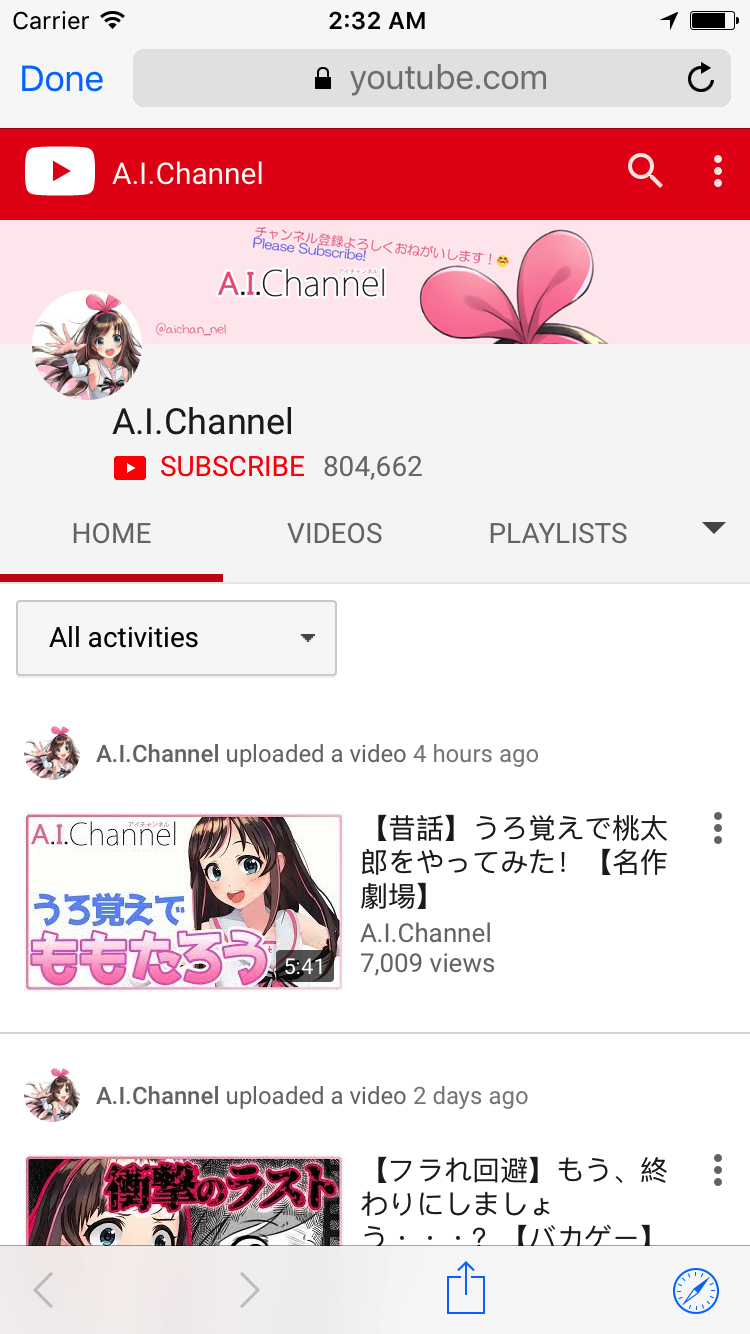 Carrier 2:32 AM
Done youtube.com
A.I.Channel
チャンネル登録よろしくおねがいします！
Please Subscribe!
アイチャンネル
A.I.Channel
@aichan_nel
A.I.Channel
SUBSCRIBE 804,662
HOME VIDEOS PLAYLISTS
All activities
A.I.Channel uploaded a video 4 hours ago
アイチャンネル
A.I.Channel
うろ覚えで
ももたろう
5:41
【昔話】うろ覚えで桃太
郎をやってみた！【名作
劇場】
A.I.Channel
7,009 views
A.I.Channel uploaded a video 2 days ago
衝撃のラスト
【フラれ回避】もう、終
わりにしましょ
う・・・？【バカゲー】